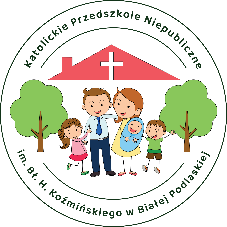 Katolickie Przedszkole Niepubliczne
im. Bł. H. Koźmińskiego w Białej Podlaskiej